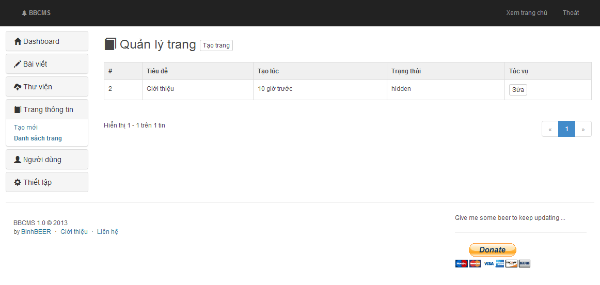 BBCMS
Xem trang chủ
Thoát
Dashboard
Bài viết
Thư viện
Trang thông tin
Tạo mới
Danh sách trang
Người dùng
Thiết lập
Quản lý trang
Tạo trang
# Tiêu đề Tạo lúc Trạng thái Tác vụ
2 Giới thiệu 10 giờ trước hidden Sửa
Hiển thị 1 - 1 trên 1 tin
« 1 »
BBCMS 1.0 © 2013
by BinhBEER · Giới thiệu · Liên hệ
Give me some beer to keep updating ...
Donate